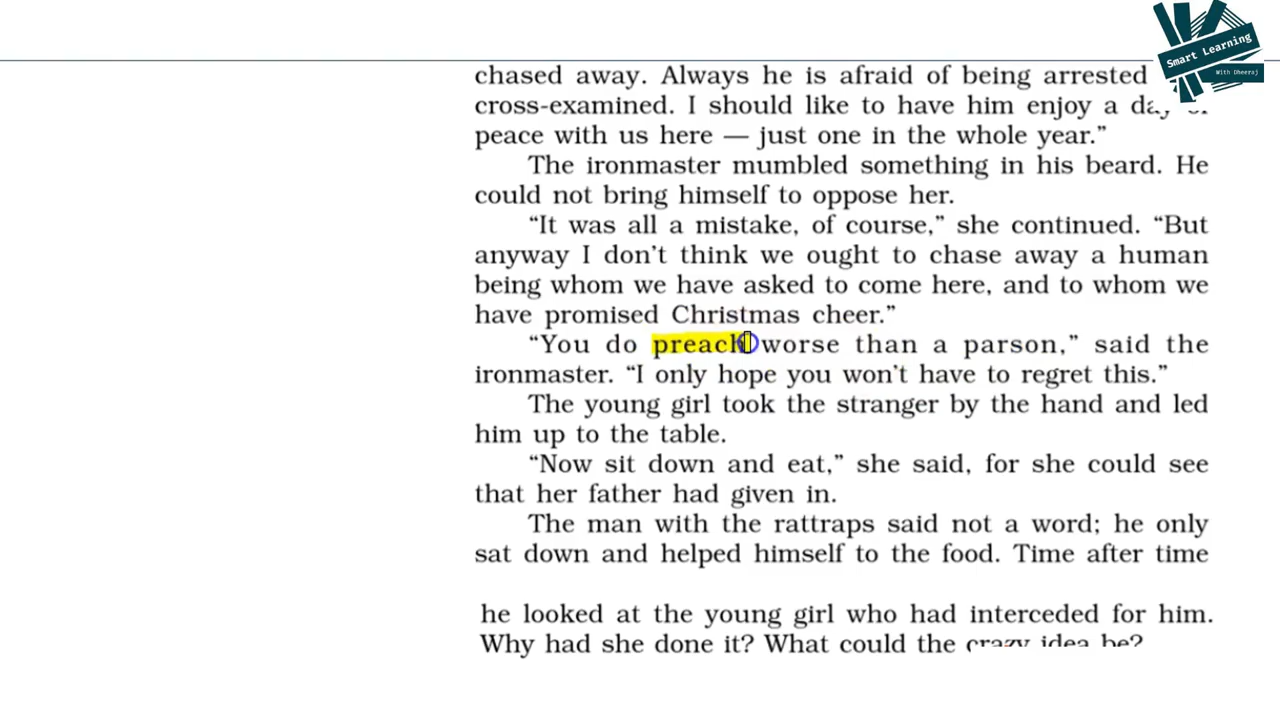 Smart Learning
With Dheeraj
chased away. Always he is afraid of being arrested
cross-examined. I should like to have him enjoy a day of
peace with us here — just one in the whole year.”
The ironmaster mumbled something in his beard. He
could not bring himself to oppose her.
“It was all a mistake, of course,” she continued. “But
anyway I don’t think we ought to chase away a human
being whom we have asked to come here, and to whom we
have promised Christmas cheer.”
“You do preach worse than a parson,” said the
ironmaster. “I only hope you won’t have to regret this.”
The young girl took the stranger by the hand and led
him up to the table.
“Now sit down and eat,” she said, for she could see
that her father had given in.
The man with the rattraps said not a word; he only
sat down and helped himself to the food. Time after time
he looked at the young girl who had interceded for him.
Why had she done it? What could the crazy idea be?